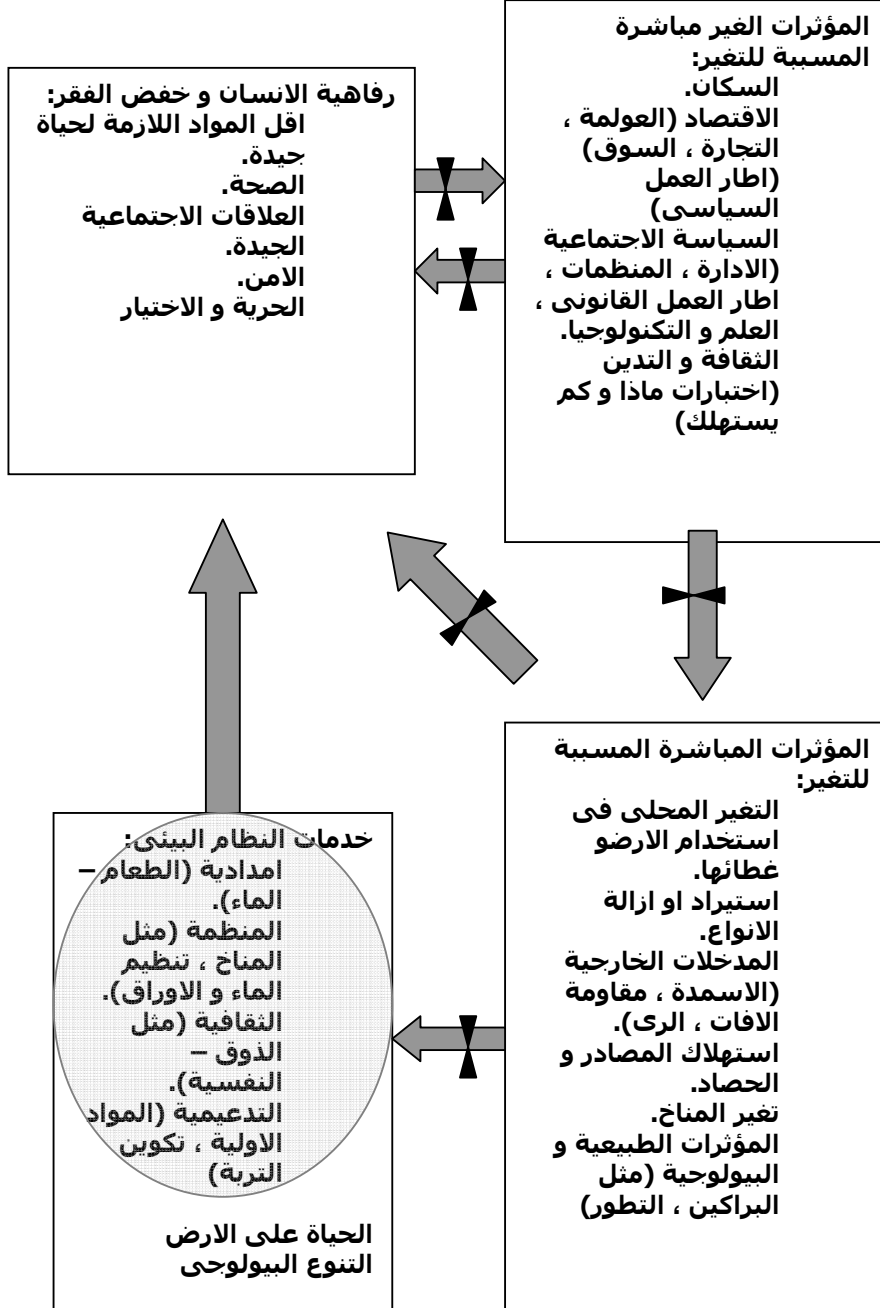 المؤثرات الغير مباشرة
المسببة للتغير:
السكان.
الاقتصاد (العولمة ،
التجارة ، السوق)
(اطار العمل
السياسى)
السياسة الاجتماعية
(الادارة ، المنظمات ،
اطار العمل القانونى ،
العلم و التكنولوجيا.
الثقافة و التدين
(اختبارات ماذا و كم
يستهلك)
رفاهية الانسان و خفض الفقر:
اقل المواد اللازمة لحياة
جيدة.
الصحة.
العلاقات الاجتماعية
الجيدة.
الامن.
الحرية و الاختيار
المؤثرات المباشرة المسببة
للتغير:
التغير المحلى فى
استخدام الارضو
غطائها.
استيراد او ازالة
الانواع.
المدخلات الخارجية
(الاسمدة ، مقاومة
الافات ، الرى).
استهلاك المصادر و
الحصاد.
تغير المناخ.
المؤثرات الطبيعية و
البيولوجية (مثل
البراكين ، التطور)
خدمات النظام البيئى:
امدادية (الطعام –
الماء).
المنظمة (مثل
المناخ ، تنظيم
الماء و الاوراق).
الثقافية (مثل
الذوق –
النفسية).
التدعيمية (المواد
الاولية ، تكوين
التربة)
الحياة على الارض
التنوع البيولوجى